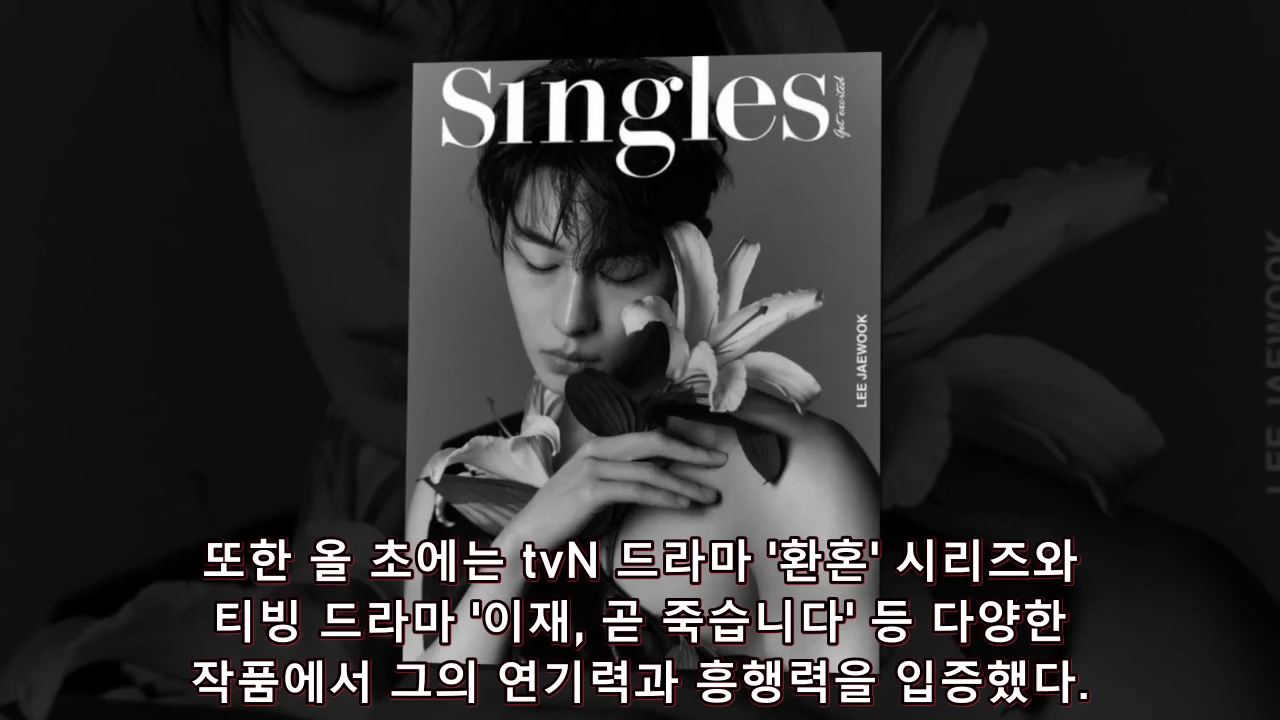 Singles
Get excited
LEE JAEWOOK
LEE JAEWOOK
또한 올 초에는 tvN 드라마 '환혼' 시리즈와
티빙 드라마 '이재, 곧 죽습니다' 등 다양한
작품에서 그의 연기력과 흥행력을 입증했다.